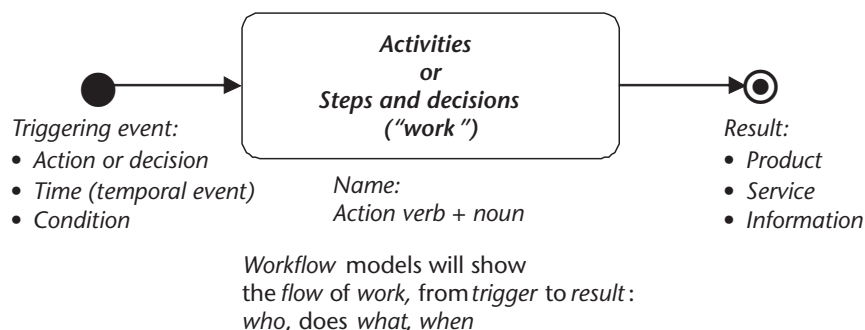 Activities
or
Steps and decisions
(“work”)
Triggering event:
• Action or decision
• Time (temporal event)
• Condition
Name:
Action verb + noun
Result:
• Product
• Service
• Information
Workflow models will show
the flow of work, from trigger to result:
who, does what, when